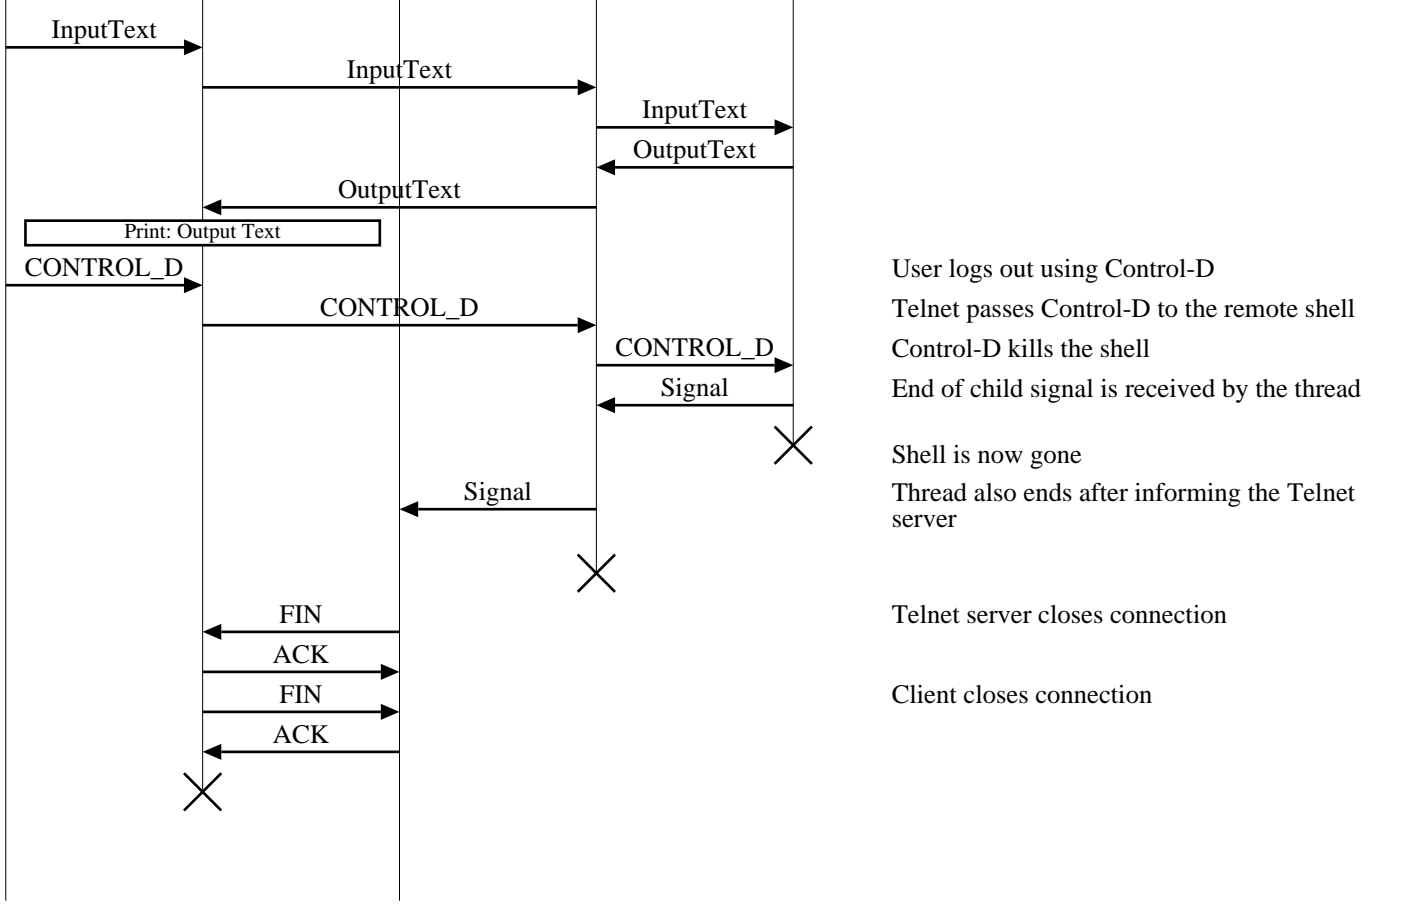 InputText
InputText
InputText
OutputText
OutputText
Print: Output Text
CONTROL_D
User logs out using Control-D
CONTROL_D
Telnet passes Control-D to the remote shell
CONTROL_D
Control-D kills the shell
Signal
End of child signal is received by the thread
Shell is now gone
Signal
Thread also ends after informing the Telnet
server
FIN
Telnet server closes connection
ACK
FIN
Client closes connection
ACK